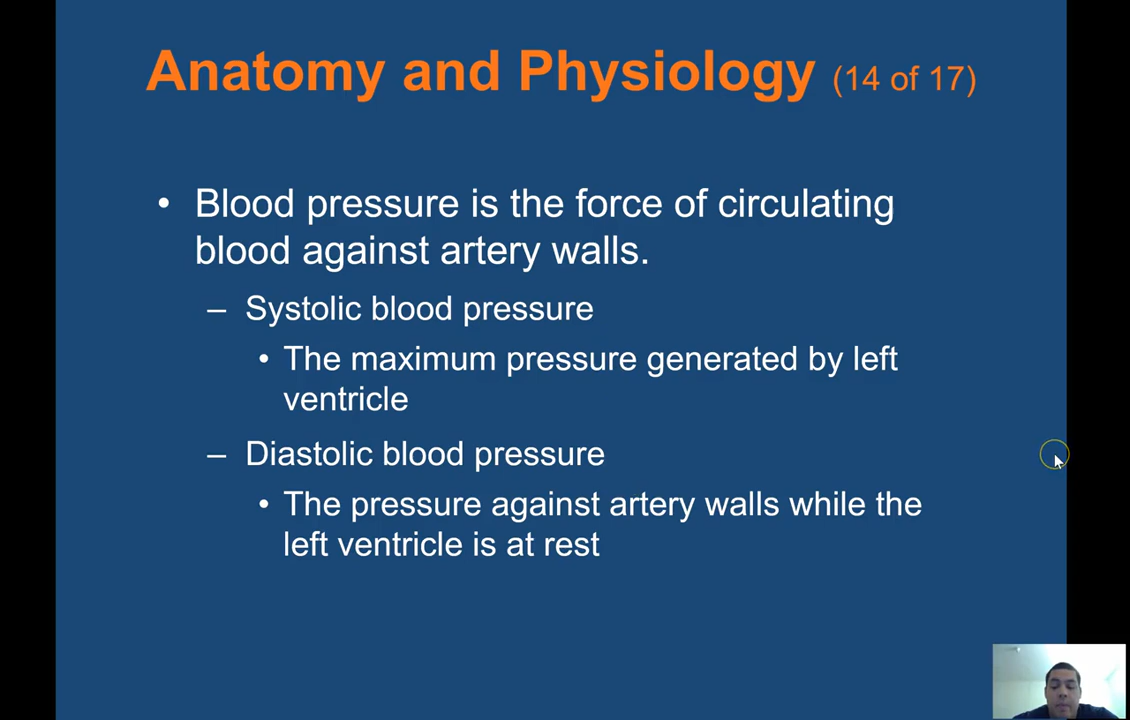 Anatomy and Physiology (14 of 17)
• Blood pressure is the force of circulating
blood against artery walls.
– Systolic blood pressure
• The maximum pressure generated by left
ventricle
– Diastolic blood pressure
• The pressure against artery walls while the
left ventricle is at rest